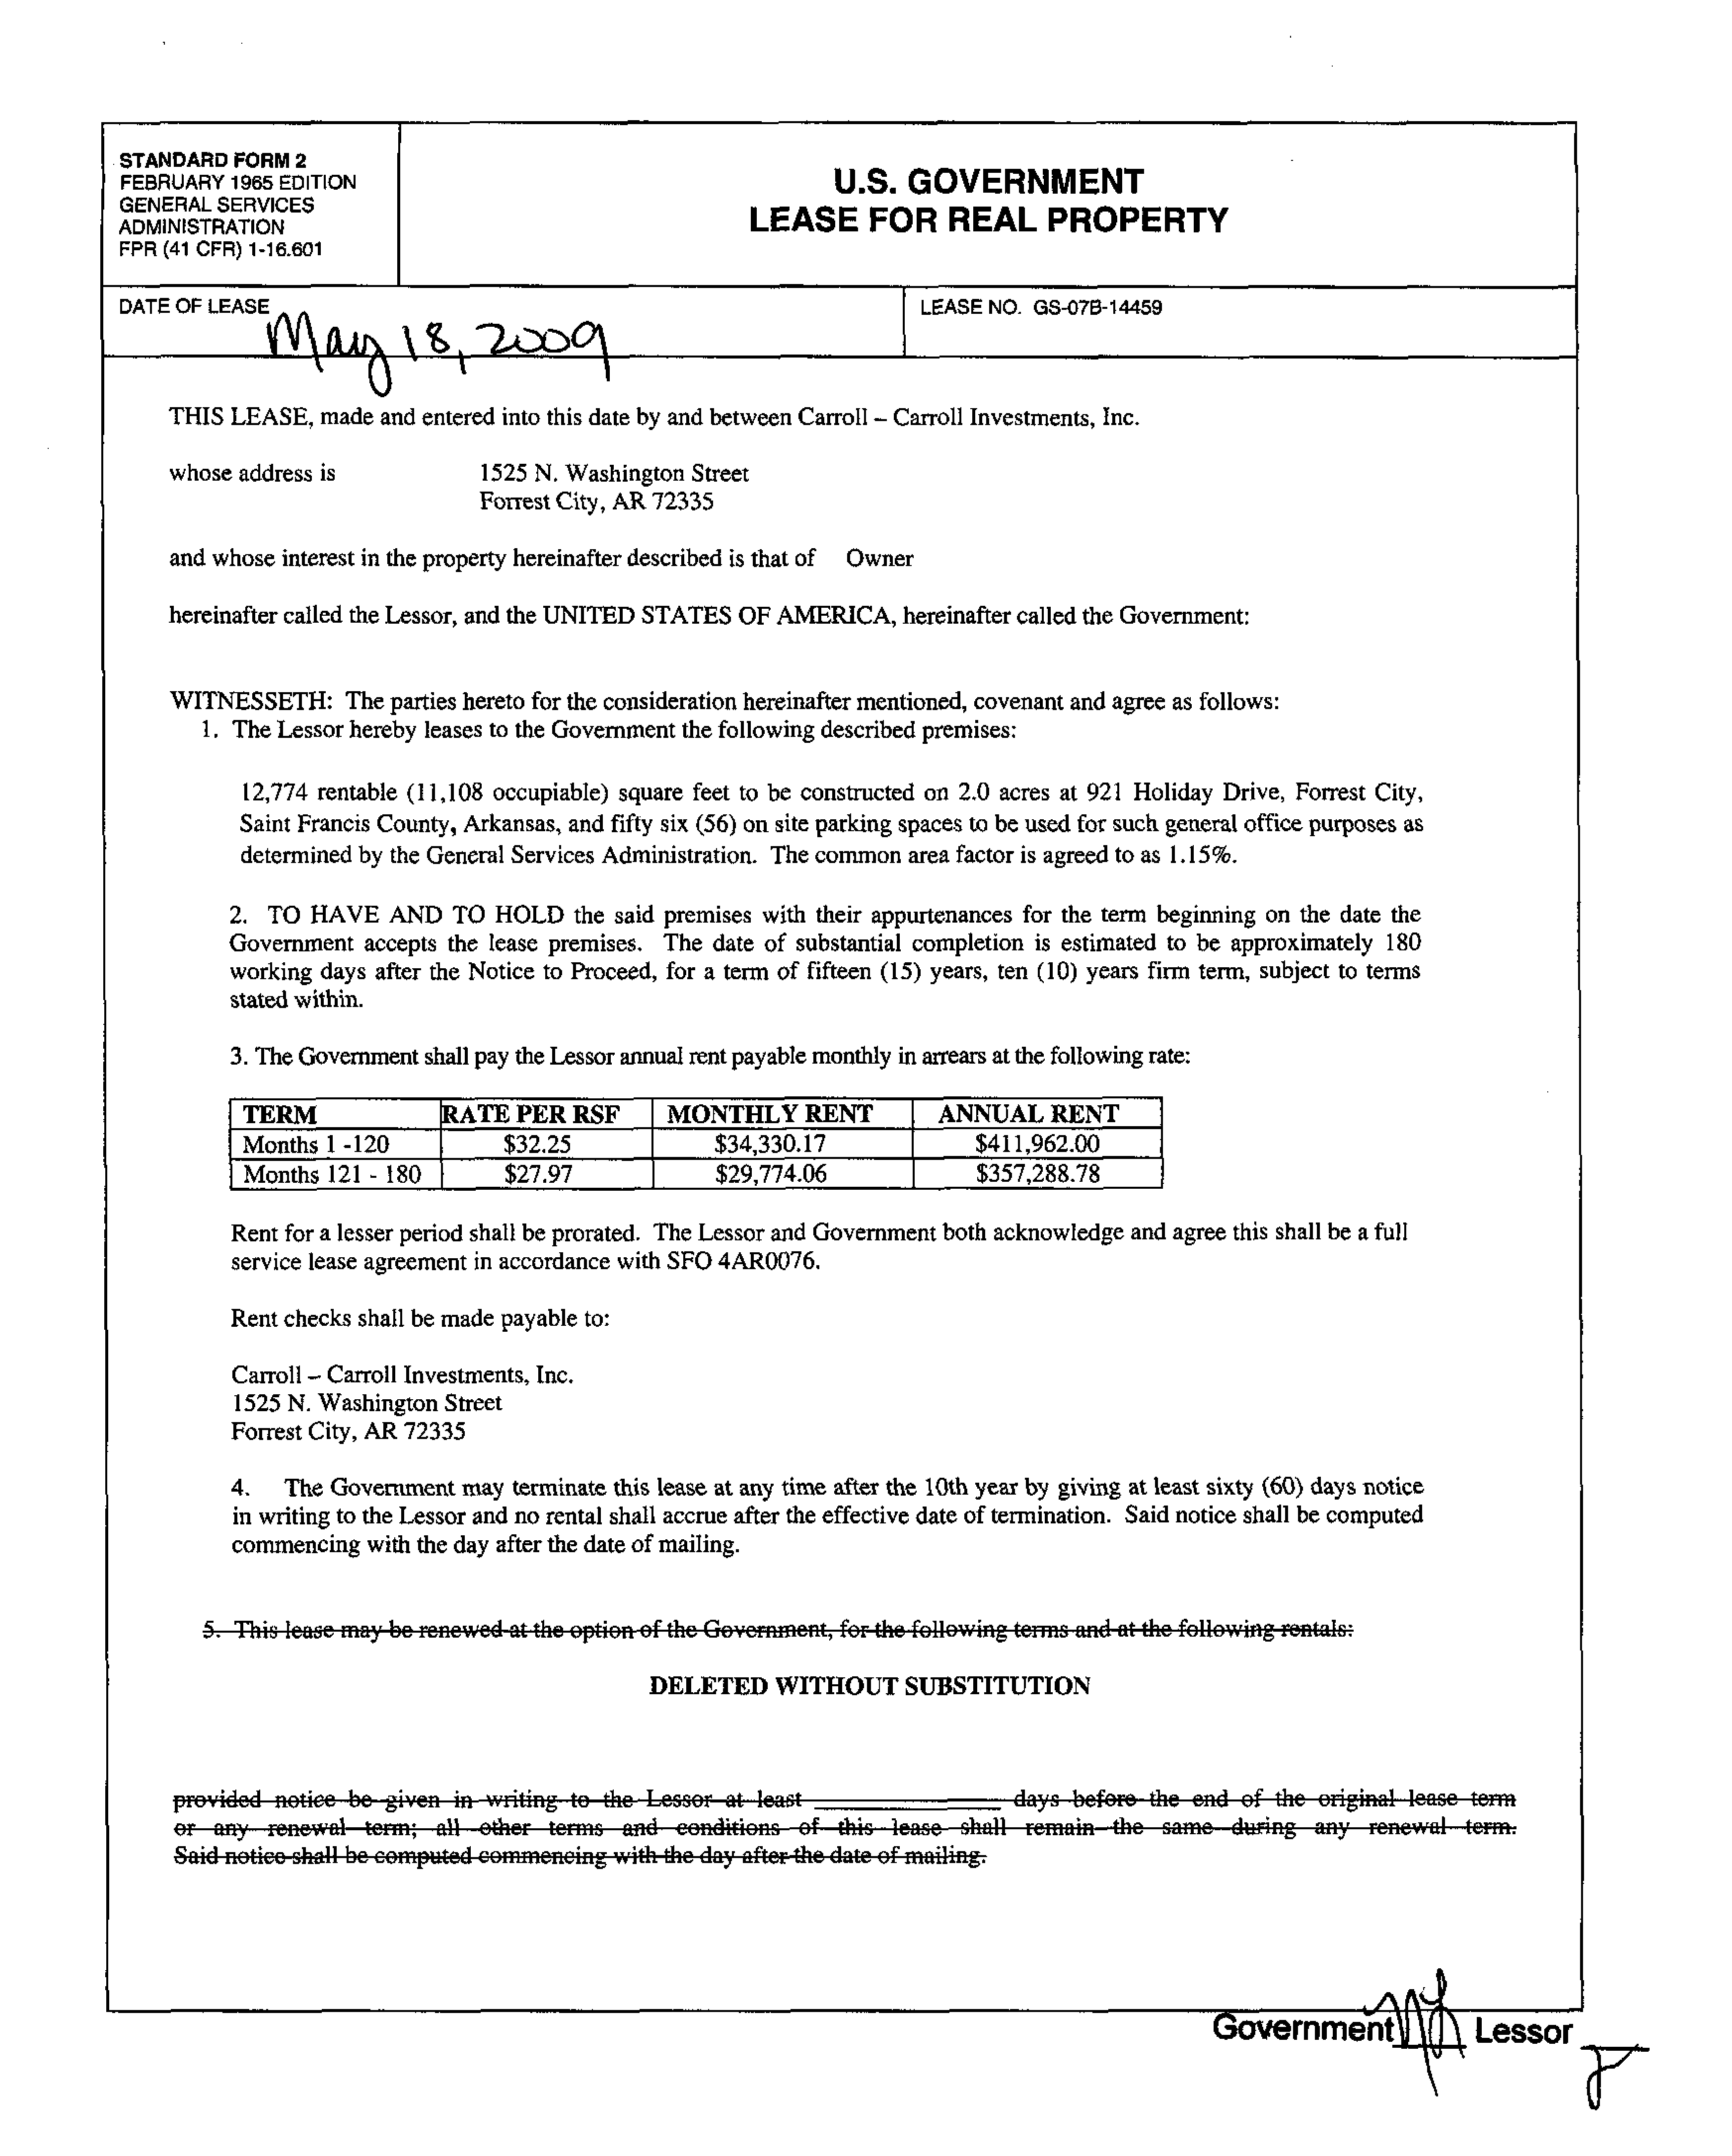 STANDARD FORM 2
FEBRUARY 1965 EDITION
GENERAL SERVICES
ADMINISTRATION
FPR (41 CFR) 1-16.601
U.S. GOVERNMENT
LEASE FOR REAL PROPERTY
DATE OF LEASE
May 18, 2009
LEASE NO. GS-07B-14459
THIS LEASE, made and entered into this date by and between Carroll – Carroll Investments, Inc.
whose address is 1525 N. Washington Street
Forrest City, AR 72335
and whose interest in the property hereinafter described is that of Owner
hereinafter called the Lessor, and the UNITED STATES OF AMERICA, hereinafter called the Government:
WITNESSETH: The parties hereto for the consideration hereinafter mentioned, covenant and agree as follows:
1. The Lessor hereby leases to the Government the following described premises:
12,774 rentable (11,108 occupiable) square feet to be constructed on 2.0 acres at 921 Holiday Drive, Forrest City,
Saint Francis County, Arkansas, and fifty six (56) on site parking spaces to be used for such general office purposes as
determined by the General Services Administration. The common area factor is agreed to as 1.15%.
2. TO HAVE AND TO HOLD the said premises with their appurtenances for the term beginning on the date the
Government accepts the lease premises. The date of substantial completion is estimated to be approximately 180
working days after the Notice to Proceed, for a term of fifteen (15) years, ten (10) years firm term, subject to terms
stated within.
3. The Government shall pay the Lessor annual rent payable monthly in arrears at the following rate:
TERM RATE PER RSF MONTHLY RENT ANNUAL RENT
Months 1 -120 $32.25 $34,330.17 $411,962.00
Months 121 - 180 $27.97 $29,774.06 $357,288.78
Rent for a lesser period shall be prorated. The Lessor and Government both acknowledge and agree this shall be a full
service lease agreement in accordance with SFO 4AR0076.
Rent checks shall be made payable to:
Carroll – Carroll Investments, Inc.
1525 N. Washington Street
Forrest City, AR 72335
4. The Government may terminate this lease at any time after the 10th year by giving at least sixty (60) days notice
in writing to the Lessor and no rental shall accrue after the effective date of termination. Said notice shall be computed
commencing with the day after the date of mailing.
5. This lease may be renewed at the option of the Government, for the following terms and at the following rentals:
DELETED WITHOUT SUBSTITUTION
provided notice be given in writing to the Lessor at least ____________ days before the end of the original lease term
or any renewal term; all other terms and conditions of this lease shall remain the same during any renewal term.
Said notice shall be computed commencing with the day after the date of mailing.
Government Lessor